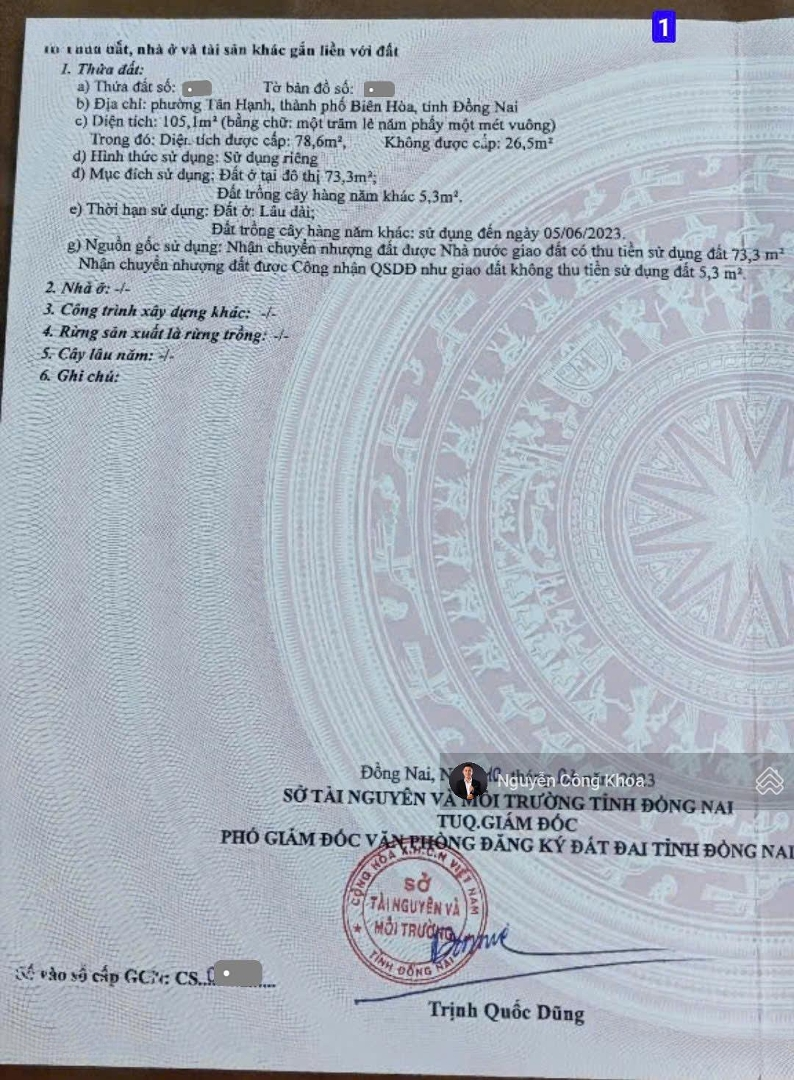 1
đất, nhà ở và tài sản khác gắn liền với đất
1. Thửa đất:
a) Thửa đất số: Tờ bản đồ số:
b) Địa chỉ: phường Tân Hạnh, thành phố Biên Hòa, tỉnh Đồng Nai
c) Diện tích: 105,1m² (bằng chữ: một trăm lẻ năm phẩy một mét vuông)
Trong đó: Diện tích được cấp: 78,6m², Không được cấp: 26,5m²
d) Hình thức sử dụng: Sử dụng riêng
đ) Mục đích sử dụng: Đất ở tại đô thị 73,3m²;
Đất trồng cây hàng năm khác 5,3m².
e) Thời hạn sử dụng: Đất ở: Lâu dài;
Đất trồng cây hàng năm khác: sử dụng đến ngày 05/06/2023.
g) Nguồn gốc sử dụng: Nhận chuyển nhượng đất được Nhà nước giao đất có thu tiền sử dụng đất 73,3 m²
Nhận chuyển nhượng đất được Công nhận QSDĐ như giao đất không thu tiền sử dụng đất 5,3 m².
2. Nhà ở: -/-
3. Công trình xây dựng khác: -/-
4. Rừng sản xuất là rừng trồng: -/-
5. Cây lâu năm: -/-
6. Ghi chú:
Đồng Nai, năm 2023
Nguyễn Công Khoa
SỞ TÀI NGUYÊN VÀ MÔI TRƯỜNG TỈNH ĐỒNG NAI
TUQ.GIÁM ĐỐC
PHÓ GIÁM ĐỐC VĂN PHÒNG ĐĂNG KÝ ĐẤT ĐAI TỈNH ĐỒNG NAI
CỘNG HÒA X.H.C.N VIỆT NAM
SỞ
TÀI NGUYÊN VÀ
MÔI TRƯỜNG
TỈNH ĐỒNG NAI
Số vào sổ cấp GCN: CS..
Trịnh Quốc Dũng